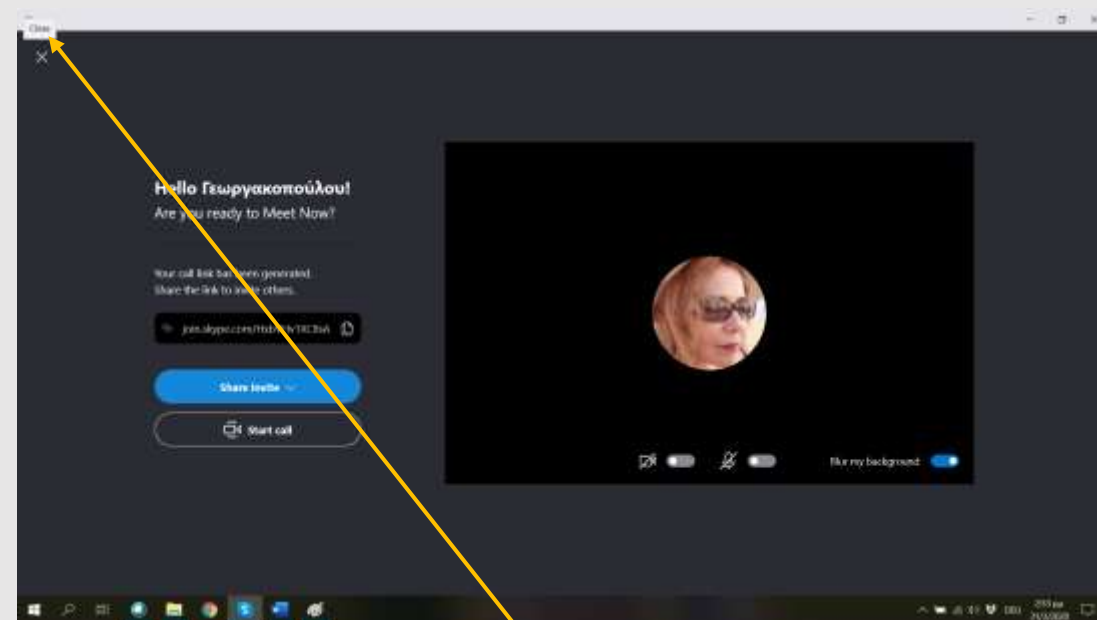 Close
Hello Γεωργακοπούλου!
Are you ready to Meet Now?
Your call link has been generated.
Share the link to invite others.
Share Invite
Start call
Blur my background